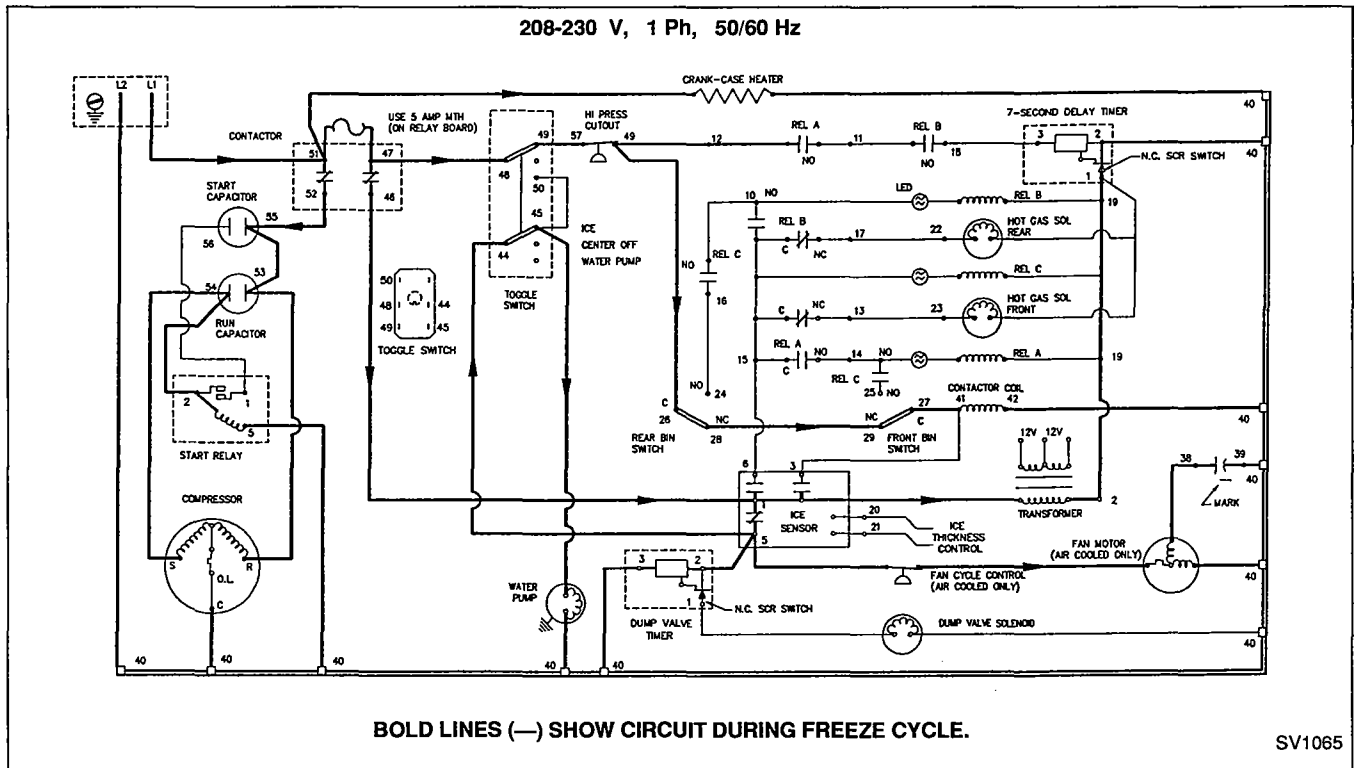 208-230 V, 1 Ph, 50/60 Hz
L2 L1
CRANK-CASE HEATER
40
USE 5 AMP MTH
(ON RELAY BOARD)
HI PRESS
CUTOUT
7-SECOND DELAY TIMER
CONTACTOR
51
47
49
57
49
12
REL A
NO
11
REL B
NO
18
3
2
40
N.C. SCR SWITCH
1
48
50
52
46
START
CAPACITOR
55
56
45
ICE
CENTER OFF
WATER PUMP
44
10
NO
LED
REL B
19
REL B
C
NC
17
22
HOT GAS SOL
REAR
53
54
RUN
CAPACITOR
50
48
44
49
45
TOGGLE SWITCH
TOGGLE
SWITCH
NO
REL C
16
REL C
C
NC
13
23
HOT GAS SOL
FRONT
15
REL A
C
NO
14
NO
REL A
19
REL C
25
NO
NO
24
2
1
5
START RELAY
C
26
NC
28
REAR BIN
SWITCH
NC
29
27
C
FRONT BIN
SWITCH
CONTACTOR COIL
41
42
40
12V 12V
TRANSFORMER
2
38
39
40
MARK
COMPRESSOR
S
R
O.L.
C
6
3
1
5
ICE
SENSOR
20
21
ICE
THICKNESS
CONTROL
FAN MOTOR
(AIR COOLED ONLY)
40
WATER
PUMP
3
2
1
N.C. SCR SWITCH
DUMP VALVE
TIMER
FAN CYCLE CONTROL
(AIR COOLED ONLY)
DUMP VALVE SOLENOID
40
40
40
40
40
40
BOLD LINES (—) SHOW CIRCUIT DURING FREEZE CYCLE.
SV1065